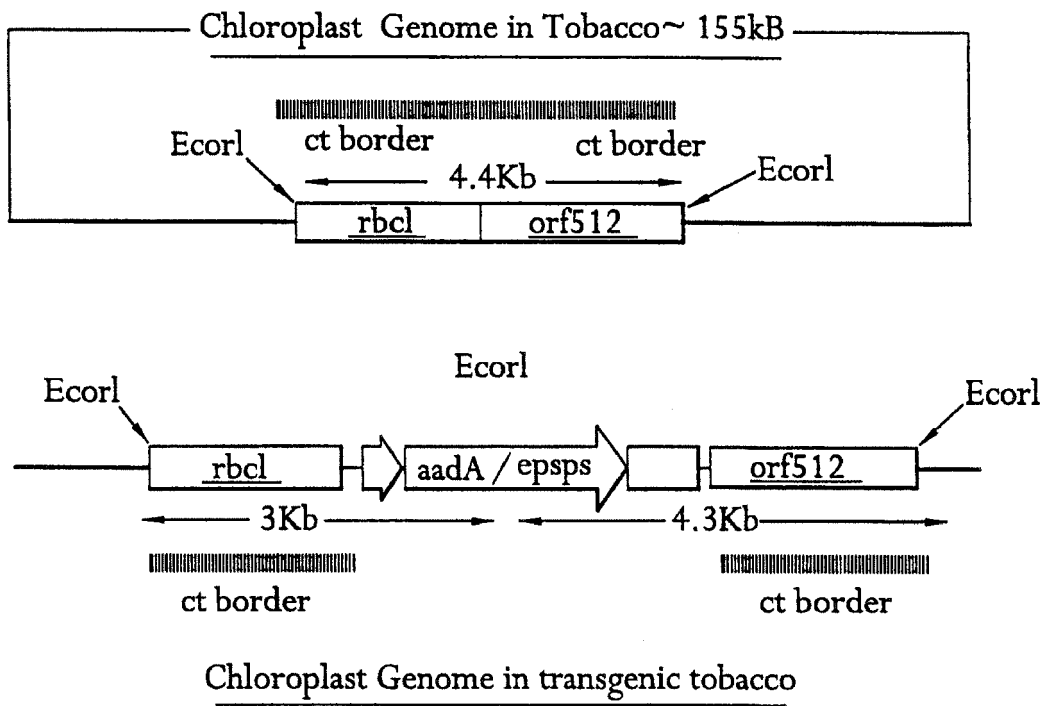 Chloroplast Genome in Tobacco~ 155kB
ct border ct border
Ecorl
4.4Kb
Ecorl
rbcl orf512
Ecorl
Ecorl
Ecorl
rbcl aadA / epsps orf512
3Kb 4.3Kb
ct border ct border
Chloroplast Genome in transgenic tobacco